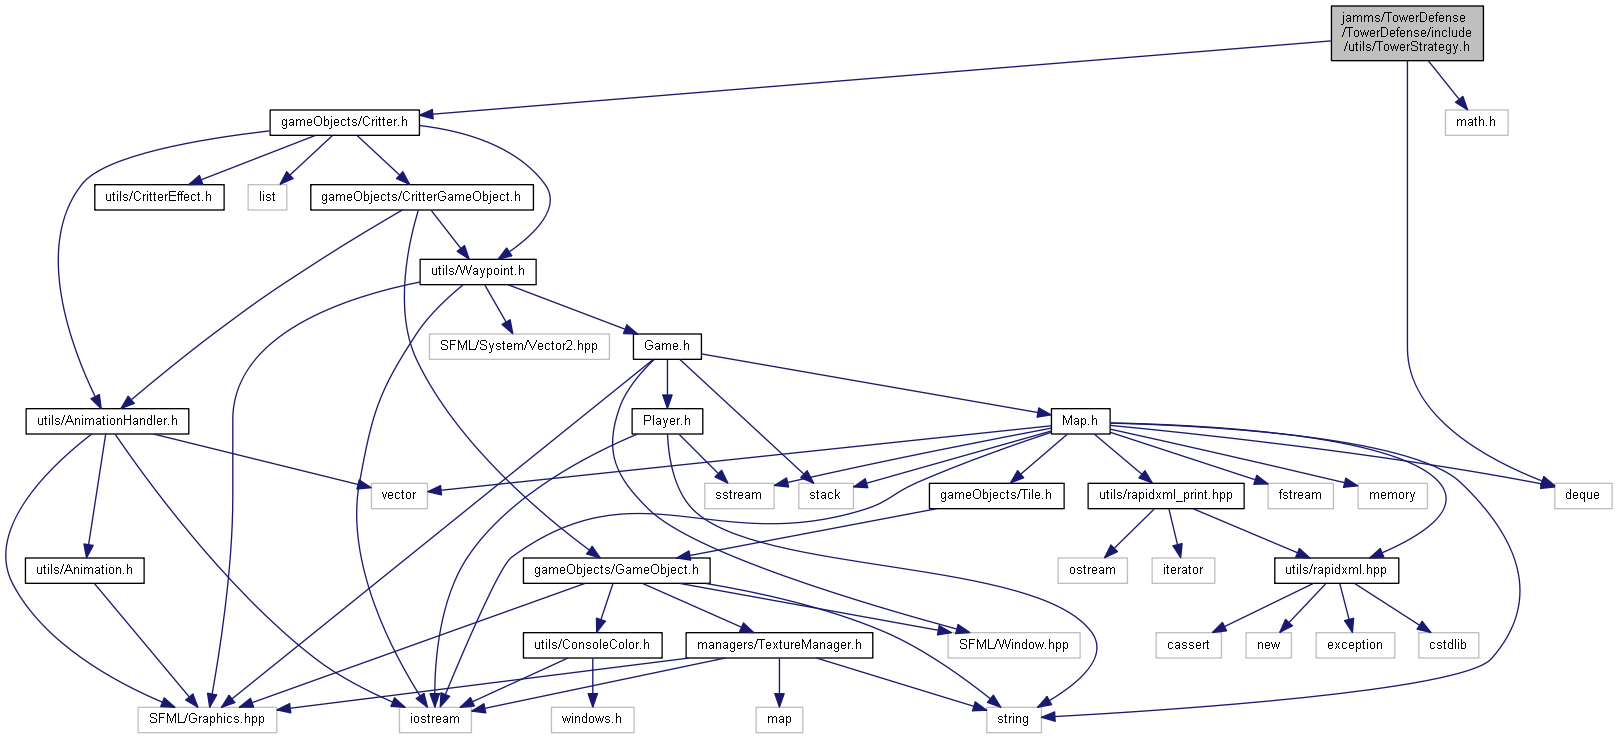 jamms/TowerDefense
/TowerDefense/include
/utils/TowerStrategy.h
gameObjects/Critter.h
math.h
utils/CritterEffect.h
list
gameObjects/CritterGameObject.h
utils/Waypoint.h
SFML/System/Vector2.hpp
Game.h
utils/AnimationHandler.h
Player.h
Map.h
vector
sstream
stack
gameObjects/Tile.h
utils/rapidxml_print.hpp
fstream
memory
deque
utils/Animation.h
gameObjects/GameObject.h
ostream
iterator
utils/rapidxml.hpp
utils/ConsoleColor.h
managers/TextureManager.h
SFML/Window.hpp
cassert
new
exception
cstdlib
SFML/Graphics.hpp
iostream
windows.h
map
string